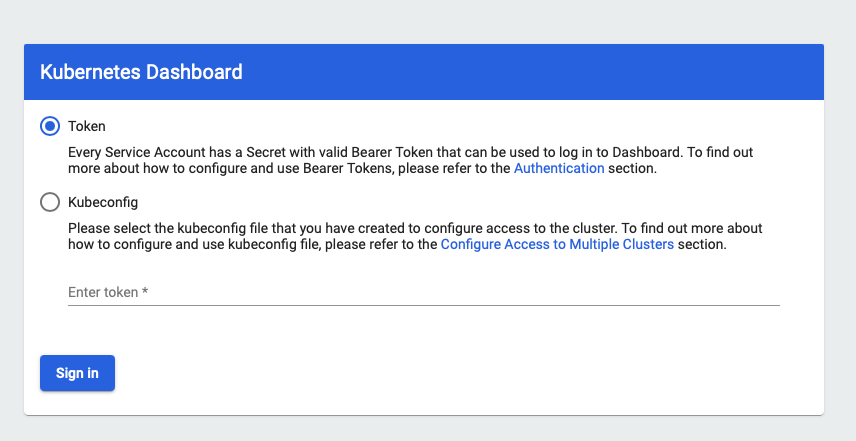 Kubernetes Dashboard
Token
Every Service Account has a Secret with valid Bearer Token that can be used to log in to Dashboard. To find out
more about how to configure and use Bearer Tokens, please refer to the Authentication section.
Kubeconfig
Please select the kubeconfig file that you have created to configure access to the cluster. To find out more about
how to configure and use kubeconfig file, please refer to the Configure Access to Multiple Clusters section.
Enter token *
Sign in